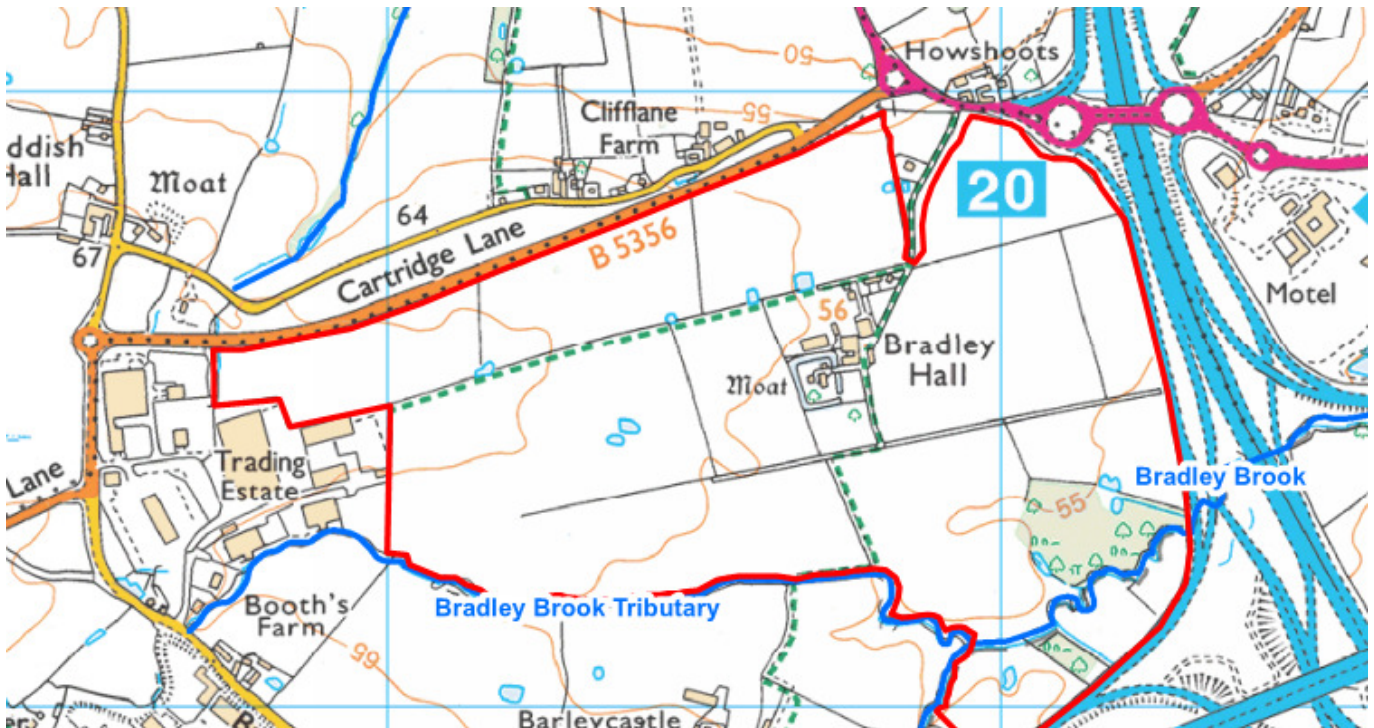 Howshoots
50
55
Clifflane
Farm
ddish
Hall
Moat
64
20
67
Cartridge Lane
B 5356
Motel
56
Bradley
Hall
Moat
Trading
Estate
Lane
Bradley Brook
55
Booth's
Farm
Bradley Brook Tributary
65
Barleycastle